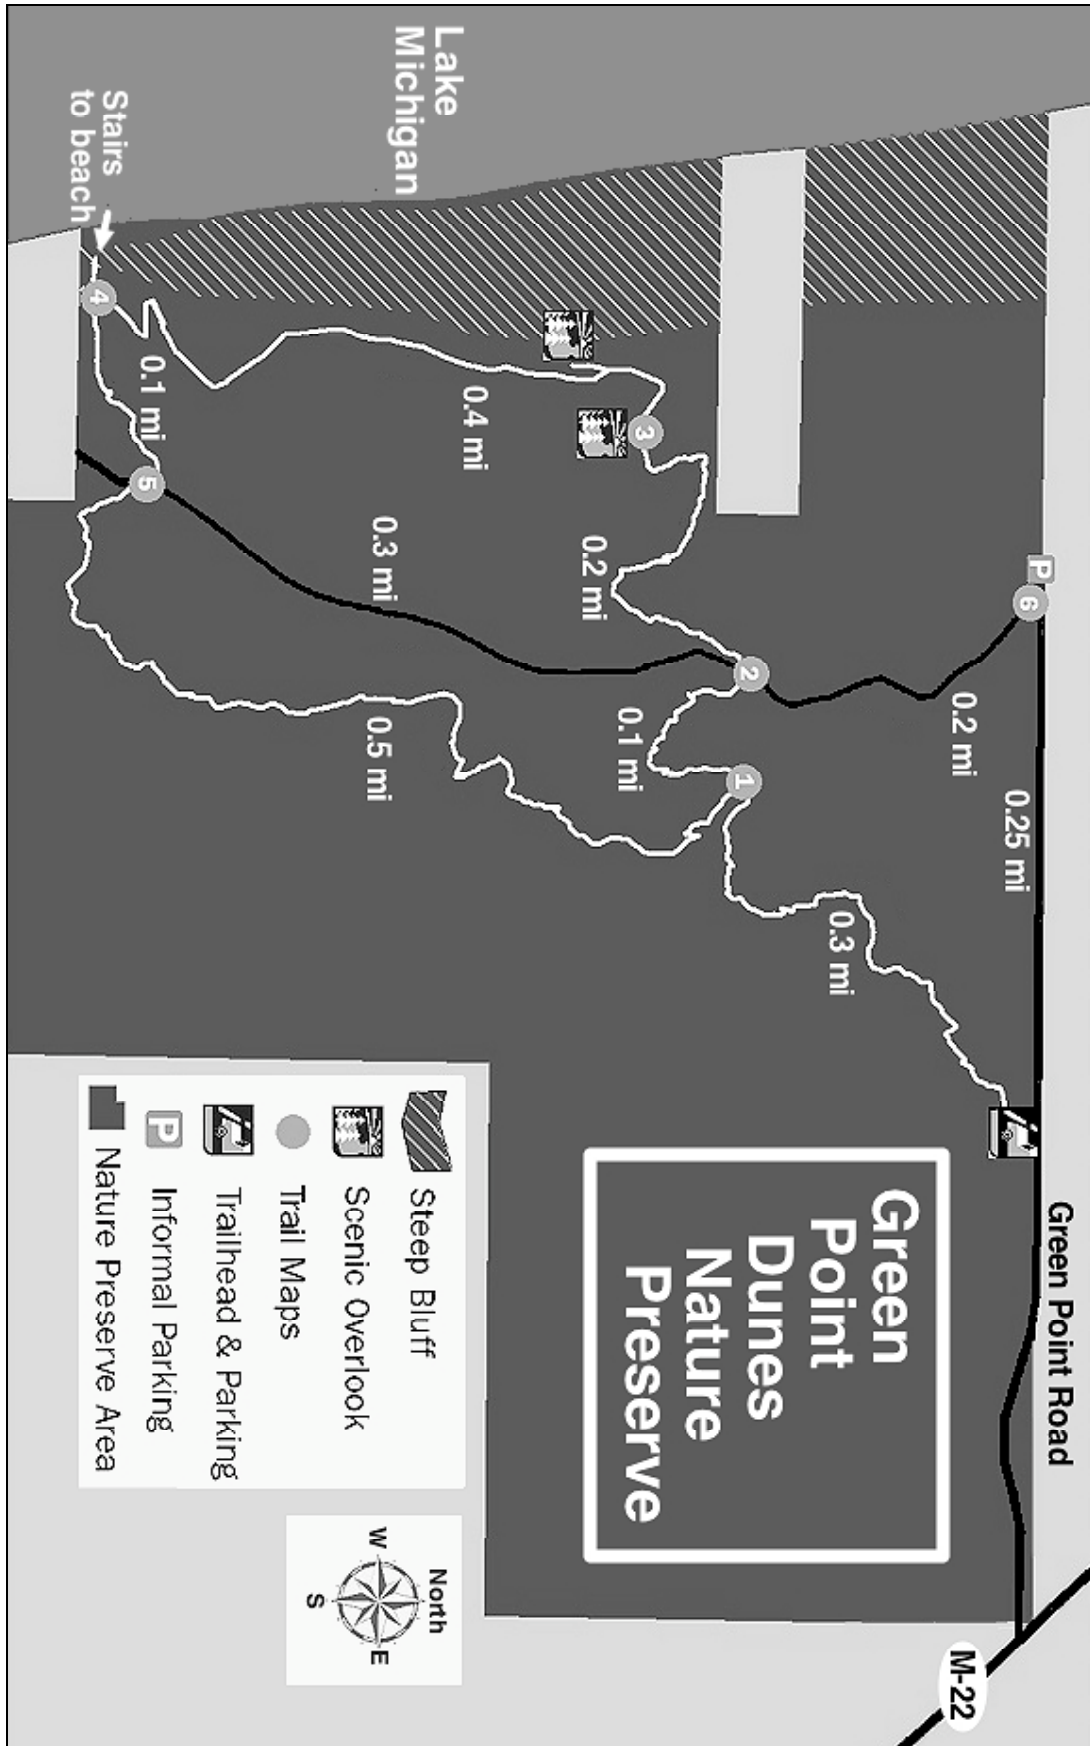 Green Point Road
M-22
P
6
0.25 mi
0.2 mi
Green
Point
Dunes
Nature
Preserve
0.3 mi
2
1
3
0.2 mi
0.1 mi
Lake
Michigan
0.4 mi
0.3 mi
0.5 mi
Stairs
to beach
4
0.1 mi
5
Steep Bluff
Scenic Overlook
Trail Maps
Trailhead & Parking
P Informal Parking
Nature Preserve Area
North
W
E
S